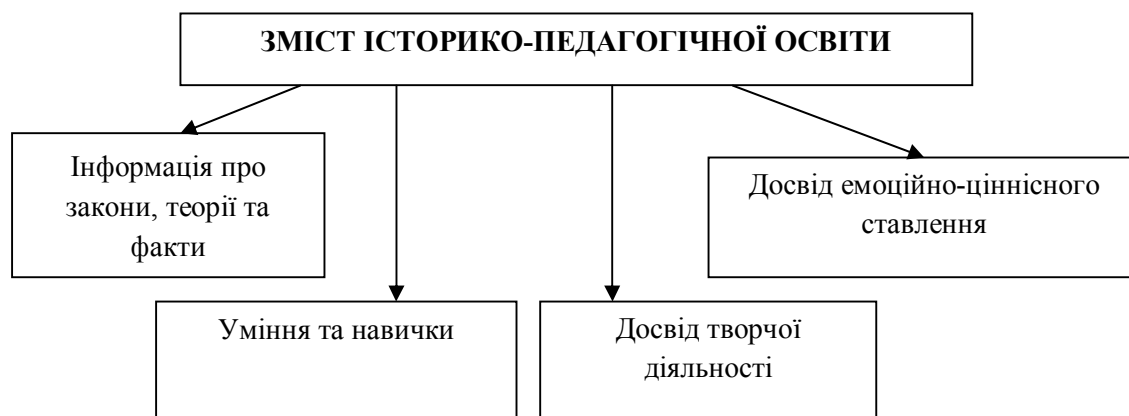 ЗМІСТ ІСТОРИКО-ПЕДАГОГІЧНОЇ ОСВІТИ
Інформація про
закони, теорії та
факти
Досвід емоційно-ціннісного
ставлення
Уміння та навички
Досвід творчої
діяльності